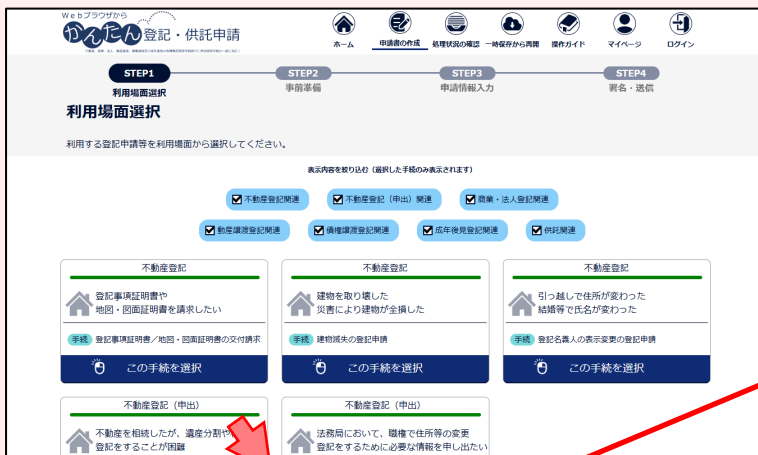 Ｗｅｂブラウザから
かんたん登記・供託申請
ホーム
申請書の作成
処理状況の確認
一時保存から再開
操作ガイド
マイページ
ログイン
STEP1
利用場面選択
STEP2
事前準備
STEP3
申請情報入力
STEP4
署名・送信
利用場面選択
利用する登記申請等を利用場面から選択してください。
表示内容を絞り込む（選択した手続のみ表示されます）
不動産登記関連
不動産登記（申出）関連
商業・法人登記関連
動産譲渡登記関連
債権譲渡登記関連
成年後見登記関連
供託関連
不動産登記
登記事項証明書や
地図・図面証明書を請求したい
手続 登記事項証明書／地図・図面証明書の交付請求
この手続を選択
不動産登記
建物を取り壊した
災害により建物が全損した
手続 建物滅失の登記申請
この手続を選択
不動産登記
引っ越しで住所が変わった
結婚等で氏名が変わった
手続 登記名義人の表示変更の登記申請
この手続を選択
不動産登記（申出）
不動産を相続したが、遺産分割や
登記をすることが困難
不動産登記（申出）
法務局において、職権で住所等の変更
登記をするために必要な情報を申し出たい